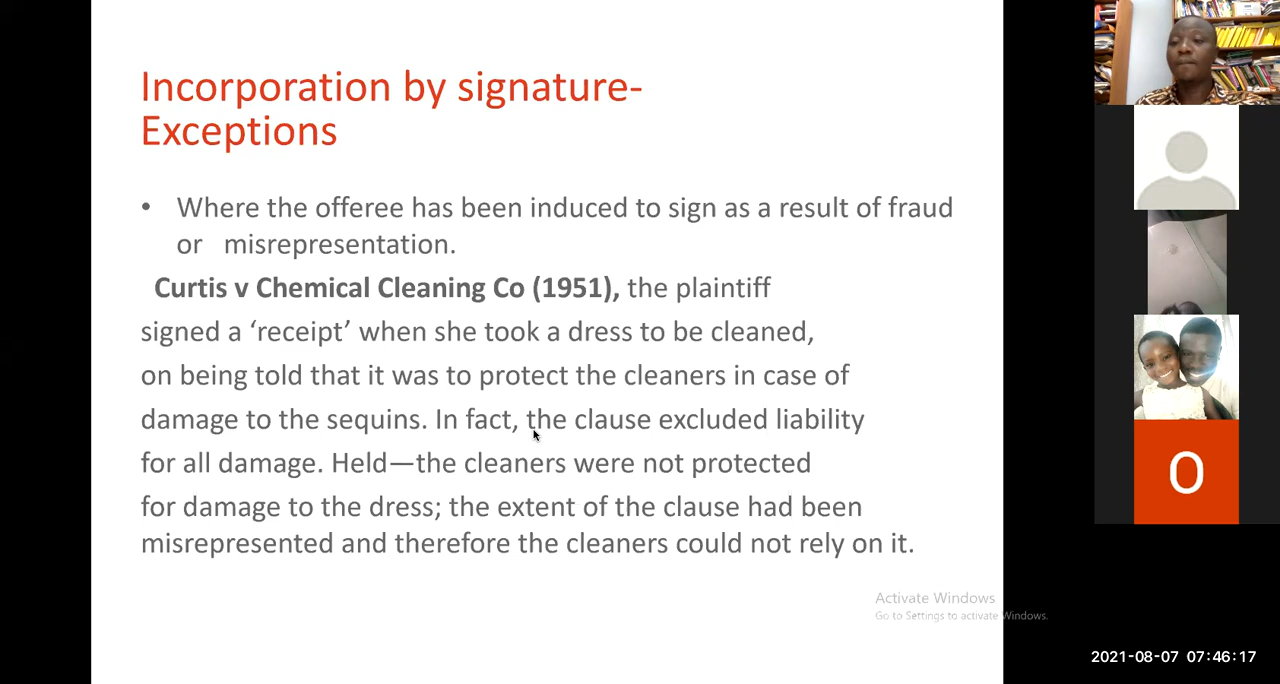 Incorporation by signature-
Exceptions
• Where the offeree has been induced to sign as a result of fraud
or misrepresentation.
Curtis v Chemical Cleaning Co (1951), the plaintiff
signed a ‘receipt’ when she took a dress to be cleaned,
on being told that it was to protect the cleaners in case of
damage to the sequins. In fact, the clause excluded liability
for all damage. Held—the cleaners were not protected
for damage to the dress; the extent of the clause had been
misrepresented and therefore the cleaners could not rely on it.
Activate Windows
Go to Settings to activate Windows.
O
2021-08-07 07:46:17